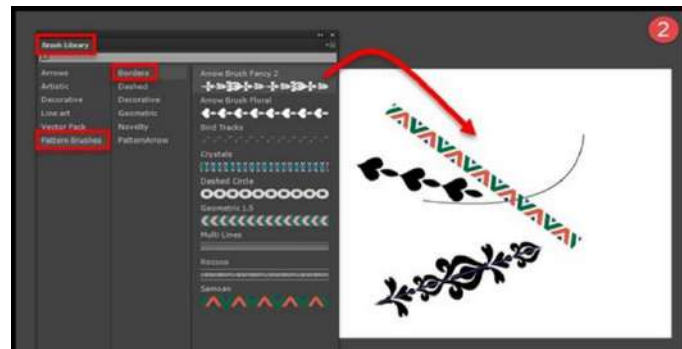 2
Brush Library
Arrows
Artistic
Decorative
Line art
Vector Pack
Pattern Brushes
Borders
Dashed
Decorative
Geometric
Novelty
PatternArrow
Arrow Brush Fancy 2
Arrow Brush Floral
Bird Tracks
Crystals
Dashed Circle
Geometric 1.5
Multi Lines
Rococo
Samoan